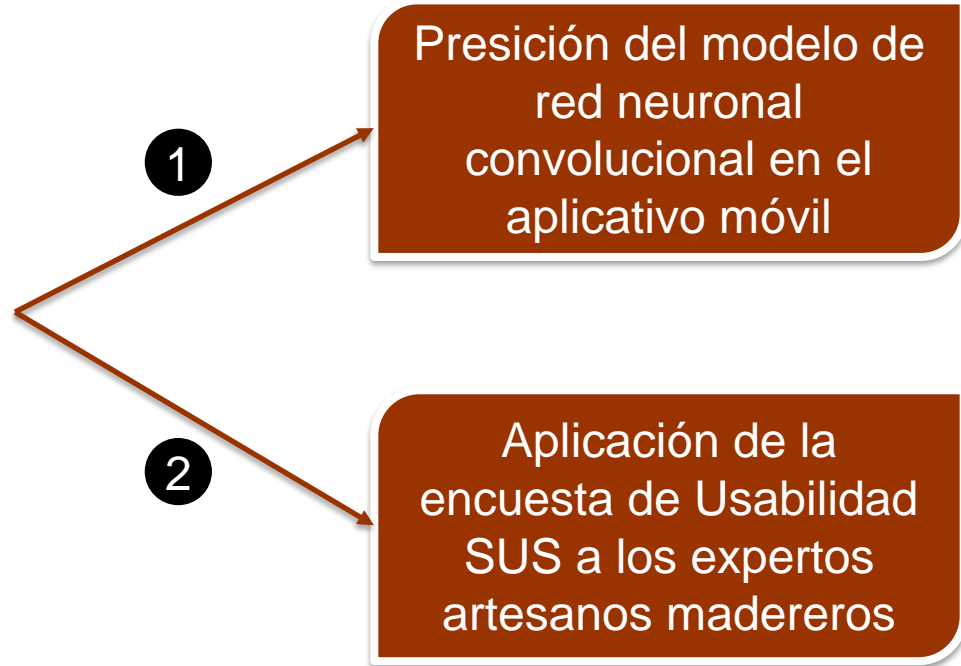 1
Presición del modelo de
red neuronal
convolucional en el
aplicativo móvil
2
Aplicación de la
encuesta de Usabilidad
SUS a los expertos
artesanos madereros